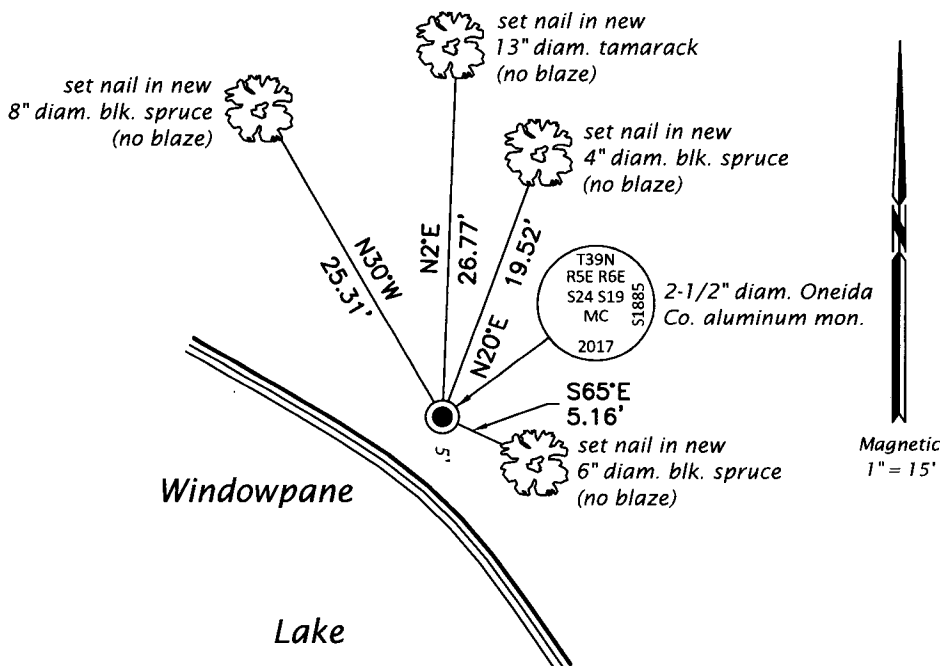 set nail in new
13" diam. tamarack
(no blaze)
set nail in new
8" diam. blk. spruce
(no blaze)
set nail in new
4" diam. blk. spruce
(no blaze)
N30°W
25.31'
N2°E
26.77'
N20°E
19.52'
T39N
R5E R6E
S24 S19
MC
2017
S1885
2-1/2" diam. Oneida
Co. aluminum mon.
S65°E
5.16'
5'
set nail in new
6" diam. blk. spruce
(no blaze)
N
Magnetic
1" = 15'
Windowpane
Lake